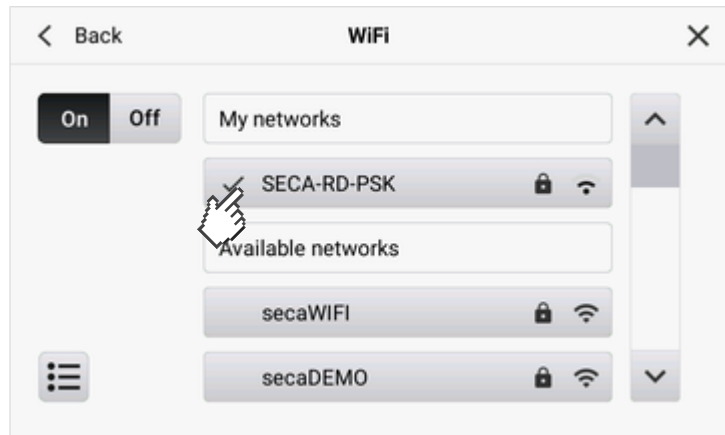 Back
WiFi
On
Off
My networks
SECA-RD-PSK
Available networks
secaWIFI
secaDEMO